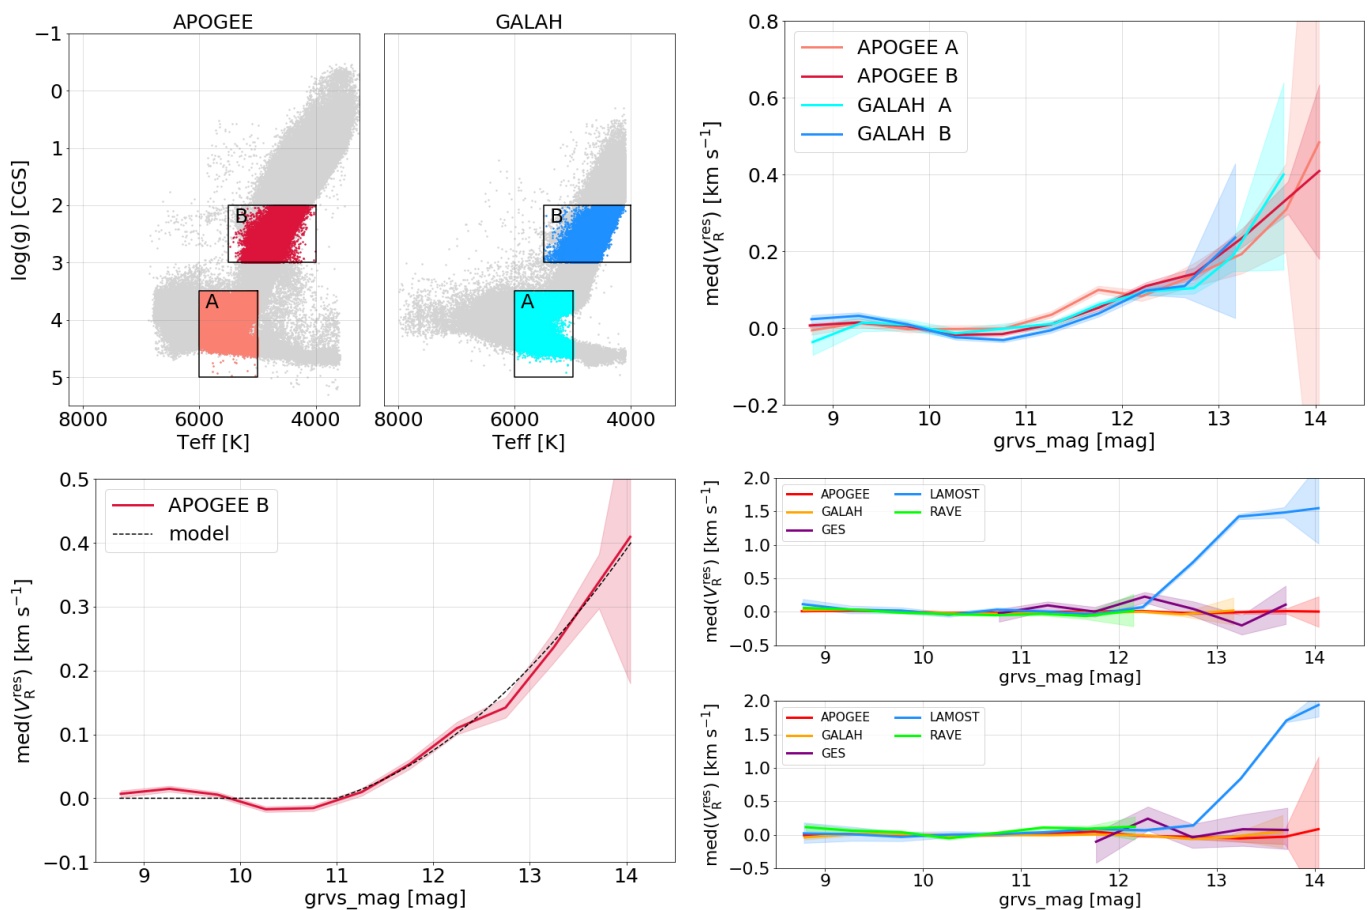 APOGEE
GALAH
−1
0
1
2
3
4
5
log(g) [CGS]
B
A
B
A
8000
6000
4000
8000
6000
4000
Teff [K]
Teff [K]
0.8
0.6
0.4
0.2
0.0
−0.2
med(V_R^res) [km s⁻¹]
APOGEE A
APOGEE B
GALAH A
GALAH B
9
10
11
12
13
14
grvs_mag [mag]
0.5
0.4
0.3
0.2
0.1
0.0
−0.1
med(V_R^res) [km s⁻¹]
APOGEE B
model
9
10
11
12
13
14
grvs_mag [mag]
2.0
1.5
1.0
0.5
0.0
−0.5
med(V_R^res) [km s⁻¹]
APOGEE
LAMOST
GALAH
RAVE
GES
9
10
11
12
13
14
grvs_mag [mag]
2.0
1.5
1.0
0.5
0.0
−0.5
med(V_R^res) [km s⁻¹]
APOGEE
LAMOST
GALAH
RAVE
GES
9
10
11
12
13
14
grvs_mag [mag]